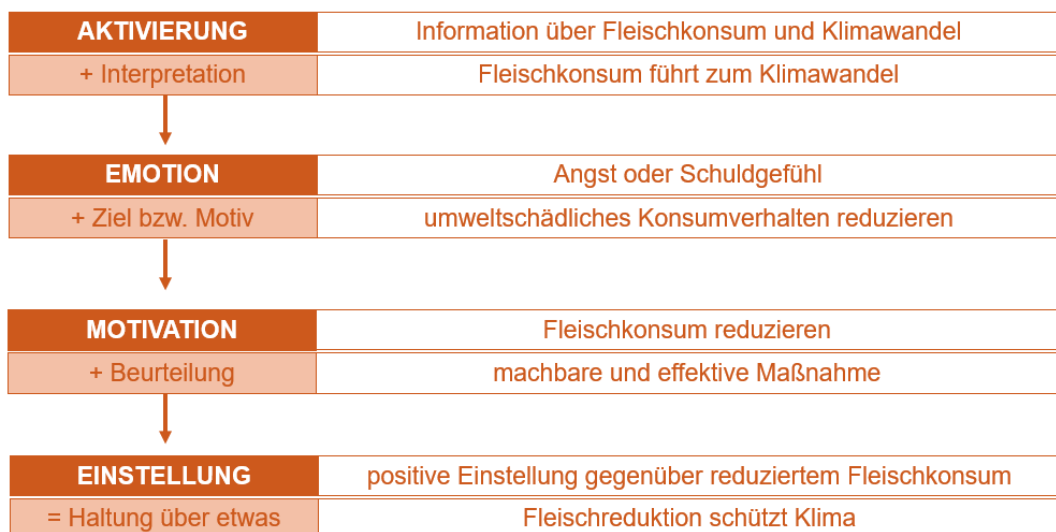 AKTIVIERUNG Information über Fleischkonsum und Klimawandel
+ Interpretation Fleischkonsum führt zum Klimawandel
EMOTION Angst oder Schuldgefühl
+ Ziel bzw. Motiv umweltschädliches Konsumverhalten reduzieren
MOTIVATION Fleischkonsum reduzieren
+ Beurteilung machbare und effektive Maßnahme
EINSTELLUNG positive Einstellung gegenüber reduziertem Fleischkonsum
= Haltung über etwas Fleischreduktion schützt Klima